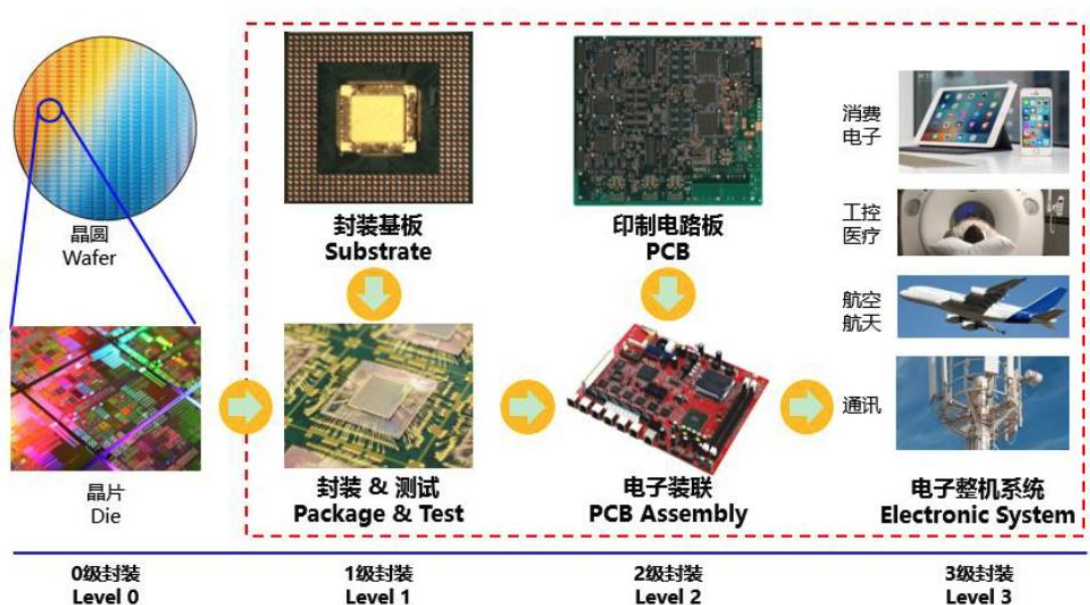 晶圆
Wafer
晶片
Die
封装基板
Substrate
封装 & 测试
Package & Test
印制电路板
PCB
电子装联
PCB Assembly
消费
电子
工控
医疗
航空
航天
通讯
电子整机系统
Electronic System
0级封装
Level 0
1级封装
Level 1
2级封装
Level 2
3级封装
Level 3